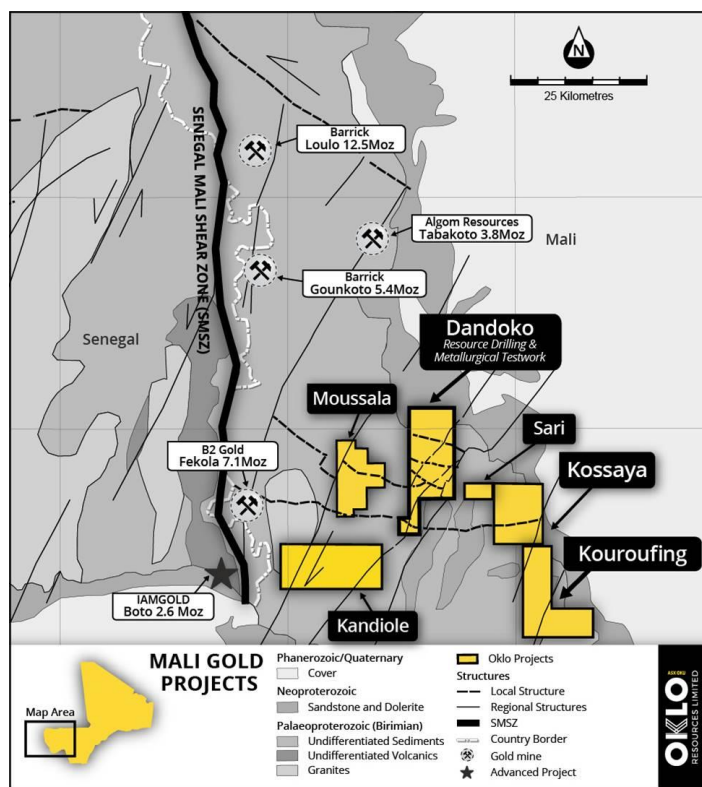 N
25 Kilometres
SENEGAL MALI SHEAR ZONE (SMSZ)
Barrick
Loulo 12.5Moz
Algom Resources
Tabakoto 3.8Moz
Mali
Barrick
Gounkoto 5.4Moz
Senegal
Dandoko
Resource Drilling &
Metallurgical Testwork
Moussala
Sari
B2 Gold
Fekola 7.1Moz
Kossaya
Kouroufing
IAMGOLD
Boto 2.6 Moz
Kandiole
MALI GOLD
PROJECTS
Map Area
Phanerozoic/Quaternary
Cover
Neoproterozoic
Sandstone and Dolerite
Palaeoproterozoic (Birimian)
Undifferentiated Sediments
Undifferentiated Volcanics
Granites
Oklo Projects
Structures
Local Structure
Regional Structures
SMSZ
Country Border
Gold mine
Advanced Project
ASX:OKU
OKLO
RESOURCES LIMITED